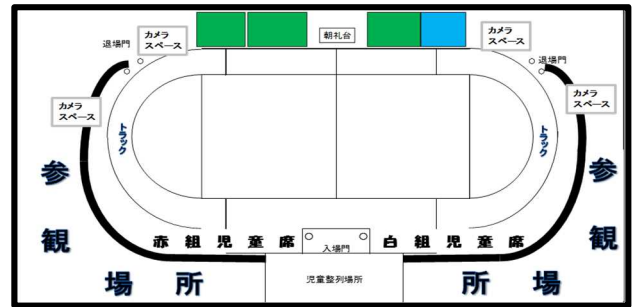 カメラ
スペース
朝礼台
カメラ
スペース
退場門
退場門
カメラ
スペース
カメラ
スペース
トラック
トラック
参観場所
参観場所
赤組児童席
白組児童席
入場門
児童整列場所